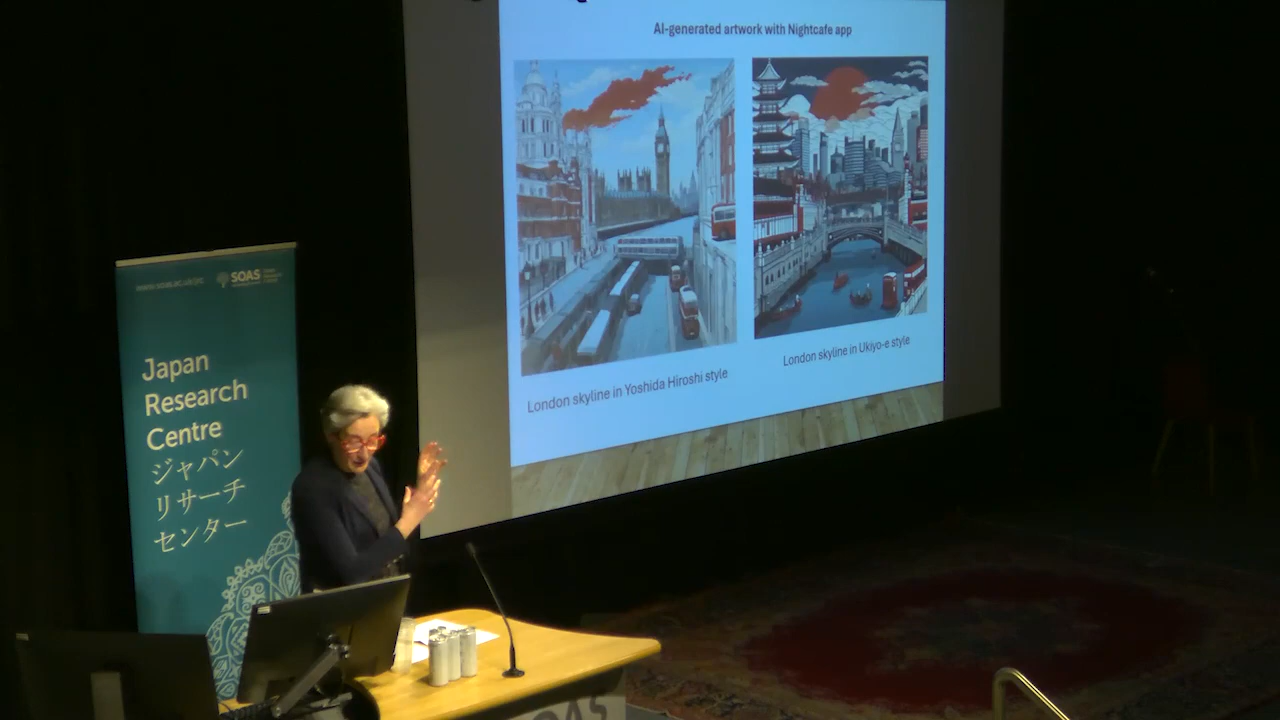 AI-generated artwork with Nightcafe app
London skyline in Yoshida Hiroshi style
London skyline in Ukiyo-e style
SOAS
Japan
Research
Centre
ジャパン
リサーチ
センター
SOAS